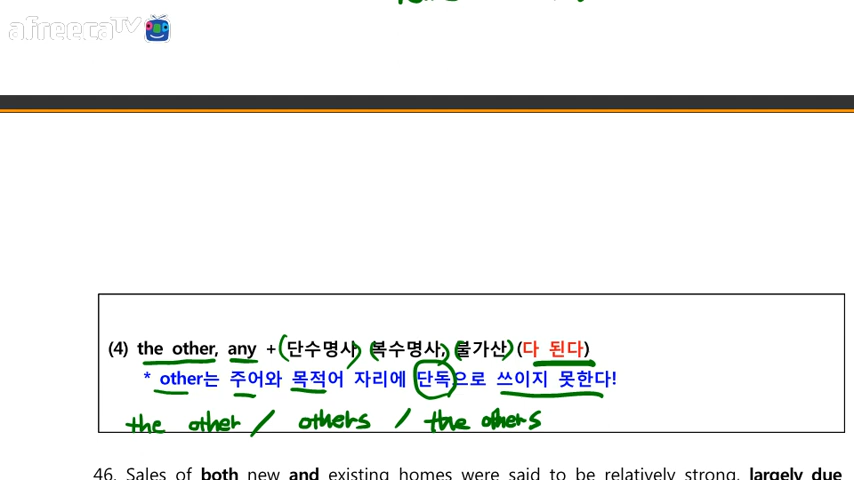 afreecaTV
(4) the other, any + (단수명사, 복수명사, 불가산) (다 된다)
* other는 주어와 목적어 자리에 단독으로 쓰이지 못한다!
the other / others / the others
46. Sales of both new and existing homes were said to be relatively strong, largely due